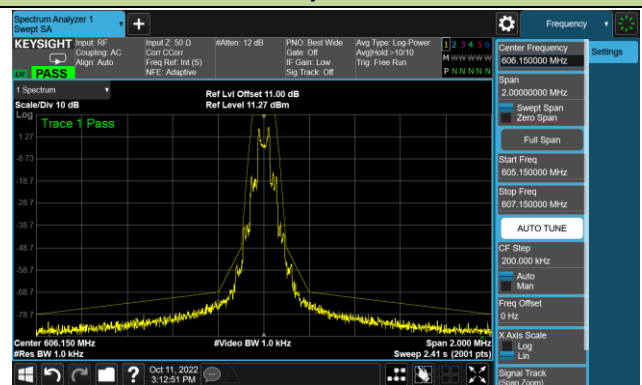 Spectrum Analyzer 1
Swept SA
Frequency
KEYSIGHT
Input: RF
Coupling: AC
Align: Auto
Input Z: 50 Ω
Corr CCorr
Freq Ref: Int (S)
NFE: Adaptive
#Atten: 12 dB
PNO: Best Wide
Gate: Off
IF Gain: Low
Sig Track: Off
Avg Type: Log-Power
Avg|Hold:>10/10
Trig: Free Run
1 2 3 4 5 6
M W W W W W
P N N N N N
LW PASS
Center Frequency
606.150000 MHz
Settings
Span
2.00000000 MHz
Swept Span
Zero Span
Full Span
Start Freq
605.150000 MHz
Stop Freq
607.150000 MHz
AUTO TUNE
CF Step
200.000 kHz
Auto
Man
Freq Offset
0 Hz
X Axis Scale
Log
Lin
Signal Track
(Span Zoom)
1 Spectrum
Scale/Div 10 dB
Ref Lvl Offset 11.00 dB
Ref Level 11.27 dBm
Log
Trace 1 Pass
1.27
-8.73
-18.7
-28.7
-38.7
-48.7
-58.7
-68.7
-78.7
Center 606.150 MHz
#Res BW 1.0 kHz
#Video BW 1.0 kHz
Span 2.000 MHz
Sweep 2.41 s (2001 pts)
?
Oct 11, 2022
3:12:51 PM